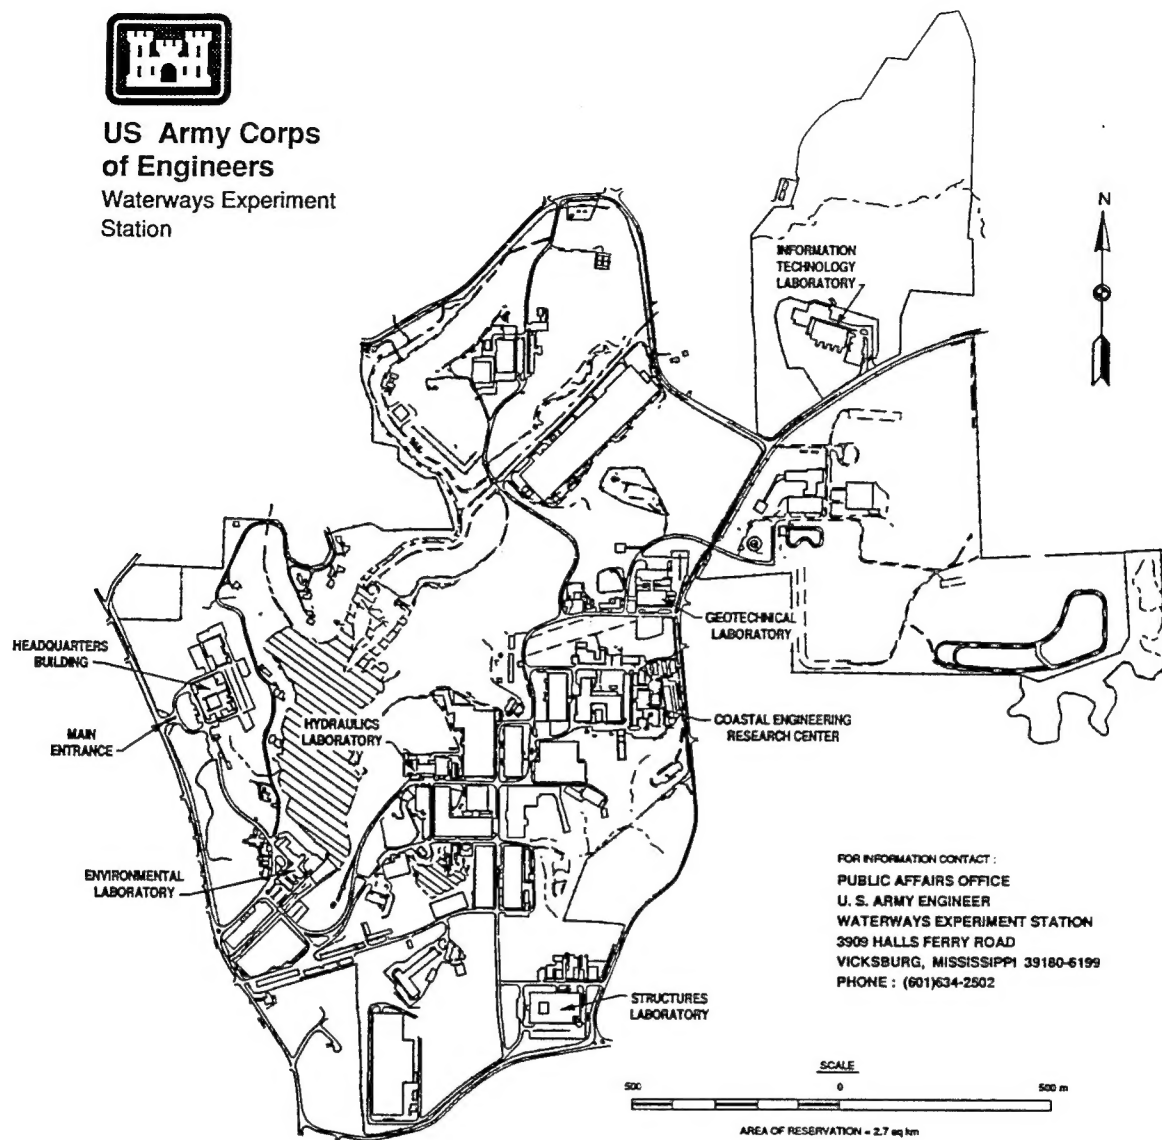 US Army Corps
of Engineers
Waterways Experiment
Station
N
INFORMATION
TECHNOLOGY
LABORATORY
GEOTECHNICAL
LABORATORY
HEADQUARTERS
BUILDING
MAIN
ENTRANCE
HYDRAULICS
LABORATORY
COASTAL ENGINEERING
RESEARCH CENTER
ENVIRONMENTAL
LABORATORY
STRUCTURES
LABORATORY
FOR INFORMATION CONTACT :
PUBLIC AFFAIRS OFFICE
U. S. ARMY ENGINEER
WATERWAYS EXPERIMENT STATION
3909 HALLS FERRY ROAD
VICKSBURG, MISSISSIPPI 39180-6199
PHONE : (601)634-2502
SCALE
500 0 500 m
AREA OF RESERVATION = 2.7 sq km